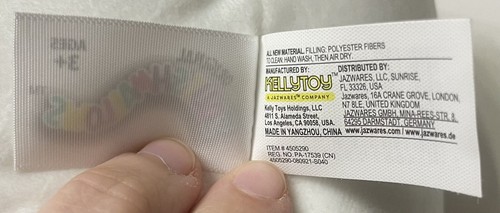 ALL NEW MATERIAL. FILLING: POLYESTER FIBERS
TO CLEAN: HAND WASH, THEN AIR DRY.
MANUFACTURED BY:
KELLYTOY™
A JAZWARES™ COMPANY
Kelly Toys Holdings, LLC
4811 S. Alameda Street,
Los Angeles, CA 90058, USA.
MADE IN YANGZHOU, CHINA
DISTRIBUTED BY:
JAZWARES, LLC, SUNRISE,
FL 33326, USA
Jazwares, 16A CRANE GROVE, LONDON,
N7 8LE, UNITED KINGDOM
JAZWARES GMBH, MINA-REES-STR. 8,
64295 DARMSTADT, GERMANY
www.jazwares.com / www.jazwares.de
ITEM # 4505290
REG. NO. PA-17539 (CN)
4505290-080921-S040
AGES
3+
ORIGINAL